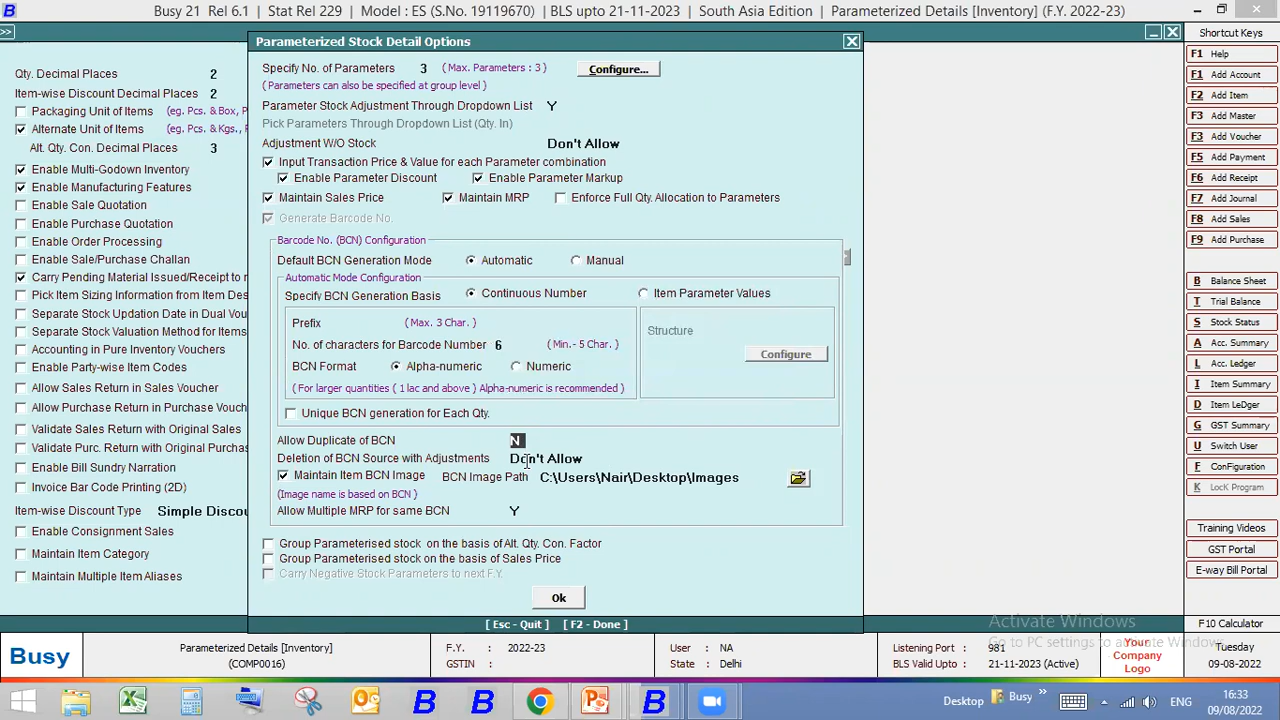 Busy 21 Rel 6.1 | Stat Rel 229 | Model : ES (S.No. 19119670) | BLS upto 21-11-2023 | South Asia Edition | Parameterized Details [Inventory] (F.Y. 2022-23)
>>
Parameterized Stock Detail Options
Qty. Decimal Places 2
Item-wise Discount Decimal Places 2
Packaging Unit of Items (eg. Pcs. & Box, P
Alternate Unit of Items (eg. Pcs. & Kgs., P
Alt. Qty. Con. Decimal Places 3
Enable Multi-Godown Inventory
Enable Manufacturing Features
Enable Sale Quotation
Enable Purchase Quotation
Enable Order Processing
Enable Sale/Purchase Challan
Carry Pending Material Issued/Receipt to n
Pick Item Sizing Information from Item Des
Separate Stock Updation Date in Dual Vou
Separate Stock Valuation Method for Items
Accounting in Pure Inventory Vouchers
Enable Party-wise Item Codes
Allow Sales Return in Sales Voucher
Allow Purchase Return in Purchase Vouch
Validate Sales Return with Original Sales
Validate Purc. Return with Original Purchas
Enable Bill Sundry Narration
Invoice Bar Code Printing (2D)
Item-wise Discount Type Simple Discou
Enable Consignment Sales
Maintain Item Category
Maintain Multiple Item Aliases
Specify No. of Parameters 3 ( Max. Parameters : 3 ) Configure...
( Parameters can also be specified at group level )
Parameter Stock Adjustment Through Dropdown List Y
Pick Parameters Through Dropdown List (Qty. In)
Adjustment W/O Stock Don't Allow
Input Transaction Price & Value for each Parameter combination
Enable Parameter Discount Enable Parameter Markup
Maintain Sales Price Maintain MRP Enforce Full Qty. Allocation to Parameters
Generate Barcode No.
Barcode No. (BCN) Configuration
Default BCN Generation Mode Automatic Manual
Automatic Mode Configuration
Specify BCN Generation Basis Continuous Number Item Parameter Values
Prefix (Max. 3 Char. )
Structure
No. of characters for Barcode Number 6 (Min.- 5 Char. )
Configure
BCN Format Alpha-numeric Numeric
( For larger quantities ( 1 lac and above ) Alpha-numeric is recommended )
Unique BCN generation for Each Qty.
Allow Duplicate of BCN N
Deletion of BCN Source with Adjustments Don't Allow
Maintain Item BCN Image BCN Image Path C:\Users\Nair\Desktop\Images
(Image name is based on BCN )
Allow Multiple MRP for same BCN Y
Group Parameterised stock on the basis of Alt. Qty. Con. Factor
Group Parameterised stock on the basis of Sales Price
Carry Negative Stock Parameters to next F.Y.
Ok
[ Esc - Quit ] [ F2 - Done ]
Shortcut Keys
F1 Help
F1 Add Account
F2 Add Item
F3 Add Master
F3 Add Voucher
F5 Add Payment
F6 Add Receipt
F7 Add Journal
F8 Add Sales
F9 Add Purchase
B Balance Sheet
T Trial Balance
S Stock Status
A Acc. Summary
L Acc. Ledger
I Item Summary
D Item LeDger
G GST Summary
U Switch User
F Configuration
K LocK Program
Training Videos
GST Portal
E-way Bill Portal
F10 Calculator
Activate Windows
Go to PC settings to activate Windows
Busy
Parameterized Details [Inventory]
(COMP0016)
F.Y. 2022-23
GSTIN :
User : NA
State : Delhi
Listening Port : 981
BLS Valid Upto : 21-11-2023 (Active)
Your
Company
Logo
Tuesday
09-08-2022
Desktop Busy ENG
16:33
09/08/2022